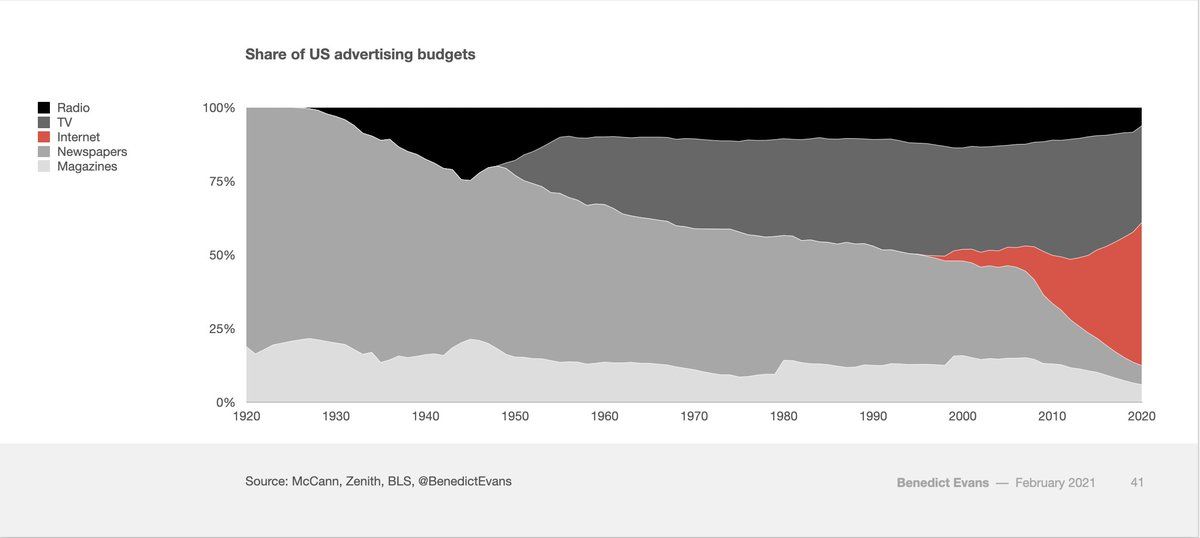 Share of US advertising budgets
Radio
TV
Internet
Newspapers
Magazines
100%
75%
50%
25%
0%
1920 1930 1940 1950 1960 1970 1980 1990 2000 2010 2020
Source: McCann, Zenith, BLS, @BenedictEvans
Benedict Evans — February 2021 41